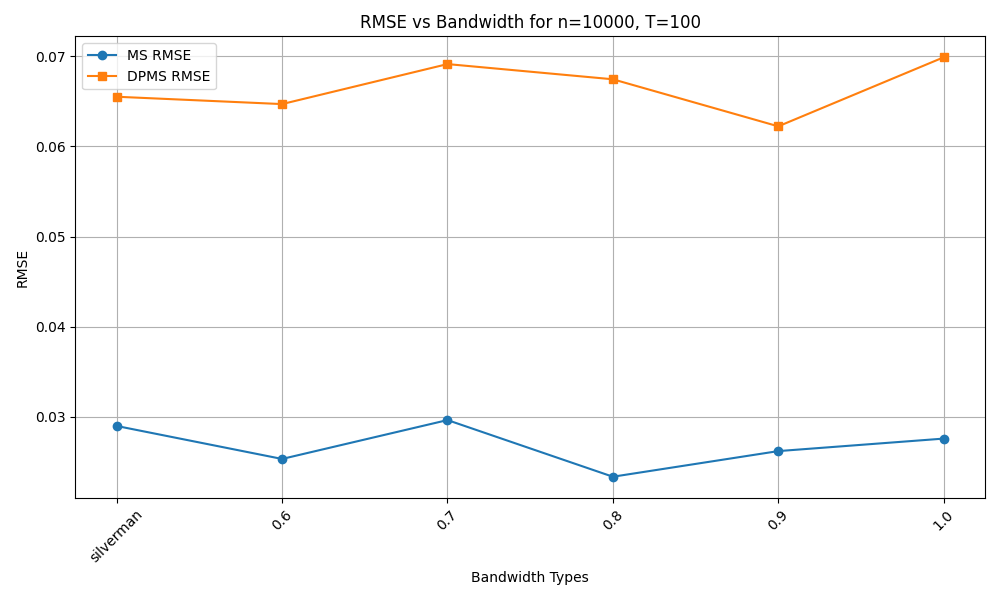 RMSE vs Bandwidth for n=10000, T=100
MS RMSE
DPMS RMSE
RMSE
0.07
0.06
0.05
0.04
0.03
silverman
0.6
0.7
0.8
0.9
1.0
Bandwidth Types